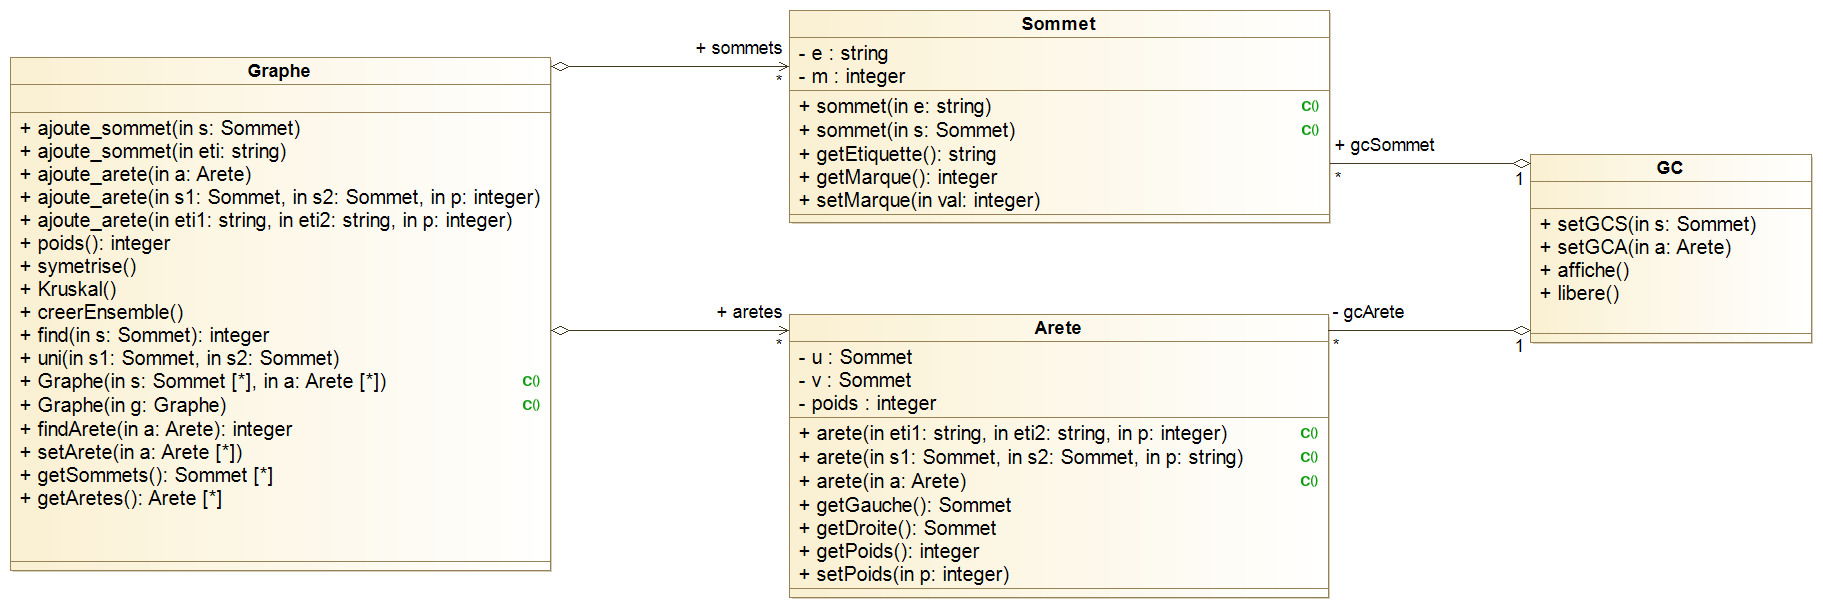 Graphe
+ ajoute_sommet(in s: Sommet)
+ ajoute_sommet(in eti: string)
+ ajoute_arete(in a: Arete)
+ ajoute_arete(in s1: Sommet, in s2: Sommet, in p: integer)
+ ajoute_arete(in eti1: string, in eti2: string, in p: integer)
+ poids(): integer
+ symetrise()
+ Kruskal()
+ creerEnsemble()
+ find(in s: Sommet): integer
+ uni(in s1: Sommet, in s2: Sommet)
+ Graphe(in s: Sommet [*], in a: Arete [*]) C()
+ Graphe(in g: Graphe) C()
+ findArete(in a: Arete): integer
+ setArete(in a: Arete [*])
+ getSommets(): Sommet [*]
+ getAretes(): Arete [*]
+ sommets
*
+ aretes
*
Sommet
- e : string
- m : integer
+ sommet(in e: string) C()
+ sommet(in s: Sommet) C()
+ getEtiquette(): string
+ getMarque(): integer
+ setMarque(in val: integer)
Arete
- u : Sommet
- v : Sommet
- poids : integer
+ arete(in eti1: string, in eti2: string, in p: integer) C()
+ arete(in s1: Sommet, in s2: Sommet, in p: string) C()
+ arete(in a: Arete) C()
+ getGauche(): Sommet
+ getDroite(): Sommet
+ getPoids(): integer
+ setPoids(in p: integer)
+ gcSommet
* 1
- gcArete
* 1
GC
+ setGCS(in s: Sommet)
+ setGCA(in a: Arete)
+ affiche()
+ libere()